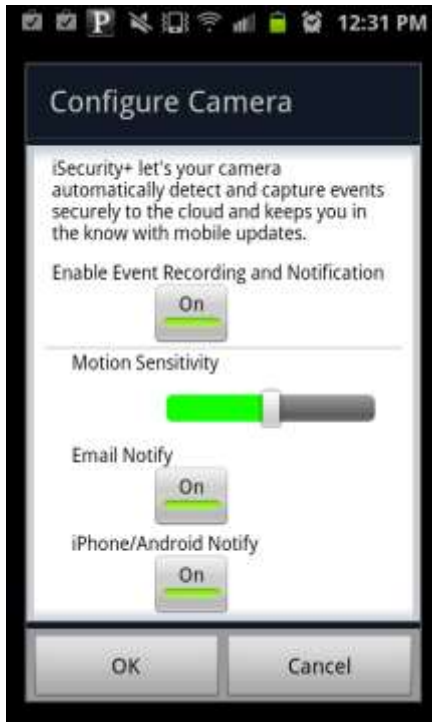 P 12:31 PM
Configure Camera
iSecurity+ let's your camera
automatically detect and capture events
securely to the cloud and keeps you in
the know with mobile updates.
Enable Event Recording and Notification
On
Motion Sensitivity
Email Notify
On
iPhone/Android Notify
On
OK Cancel